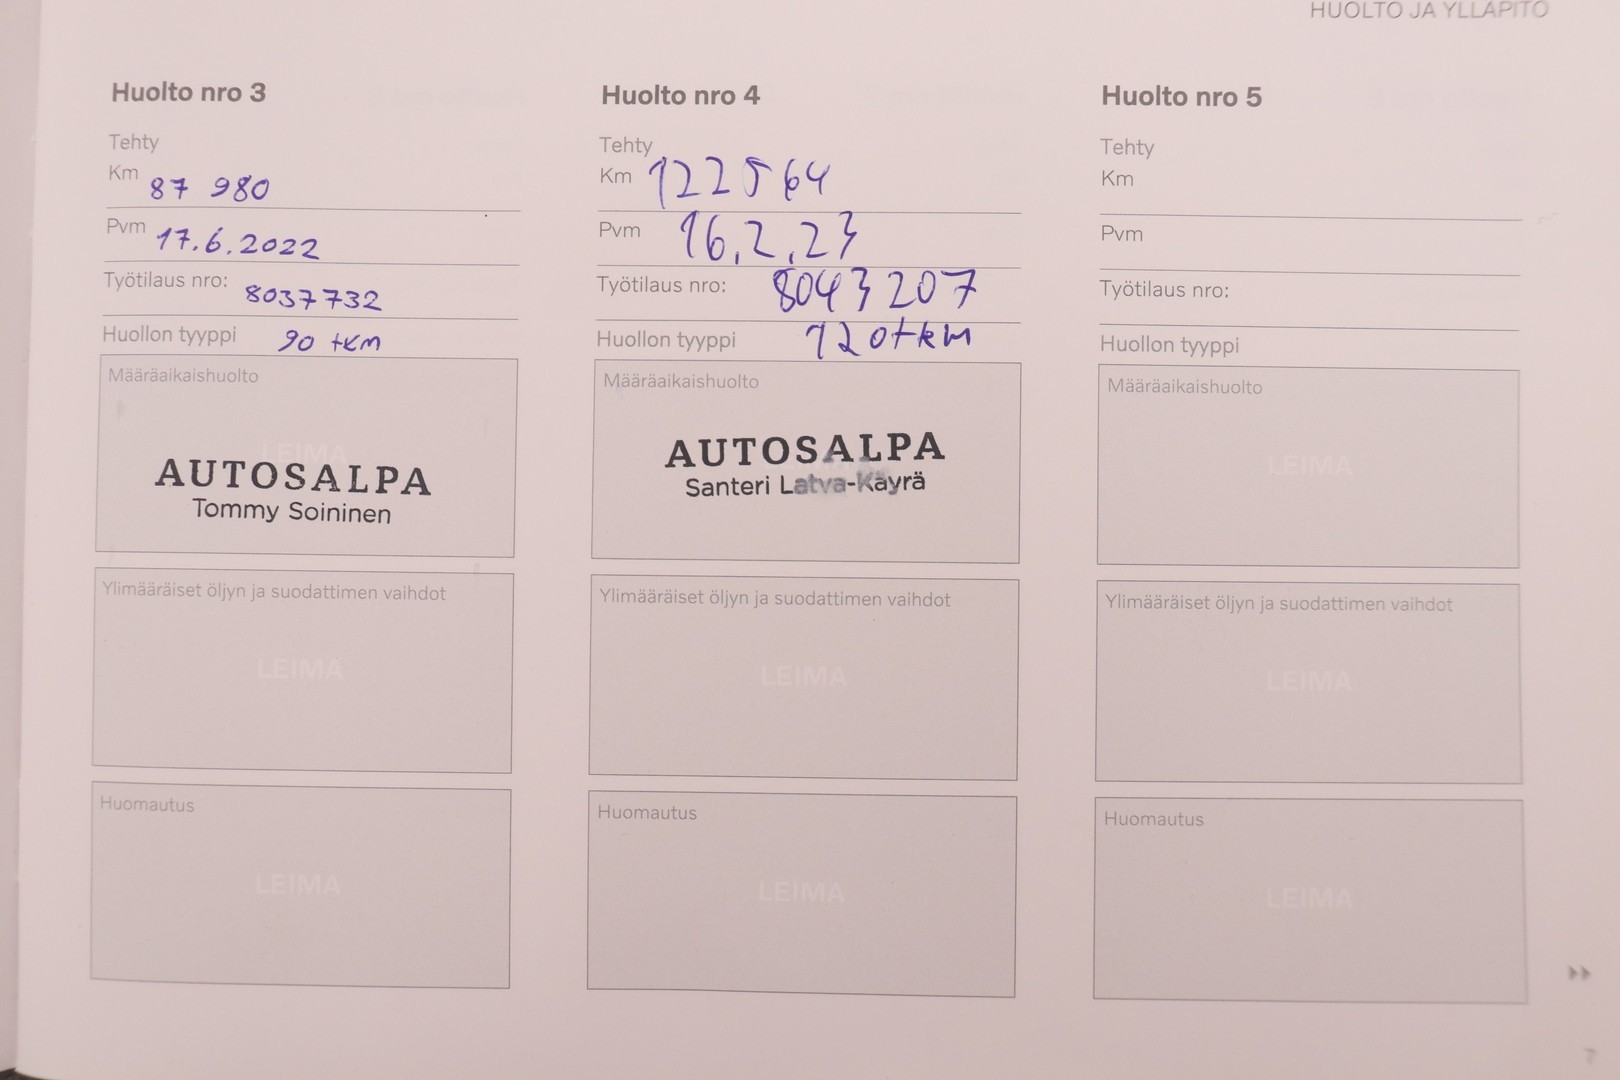 HUOLTO JA YLLÄPITO
Huolto nro 3
Tehty
Km 87 980
Pvm 17.6.2022
Työtilaus nro: 8037732
Huollon tyyppi 90 tkm
Määräaikaishuolto
LEIMA
AUTOSALPA
Tommy Soininen
Ylimääräiset öljyn ja suodattimen vaihdot
LEIMA
Huomautus
LEIMA
Huolto nro 4
Tehty
Km 122564
Pvm 16.2.23
Työtilaus nro: 8043207
Huollon tyyppi 120tkm
Määräaikaishuolto
AUTOSALPA
Santeri Latva-Käyrä
Ylimääräiset öljyn ja suodattimen vaihdot
LEIMA
Huomautus
LEIMA
Huolto nro 5
Tehty
Km
Pvm
Työtilaus nro:
Huollon tyyppi
Määräaikaishuolto
LEIMA
Ylimääräiset öljyn ja suodattimen vaihdot
LEIMA
Huomautus
LEIMA
7